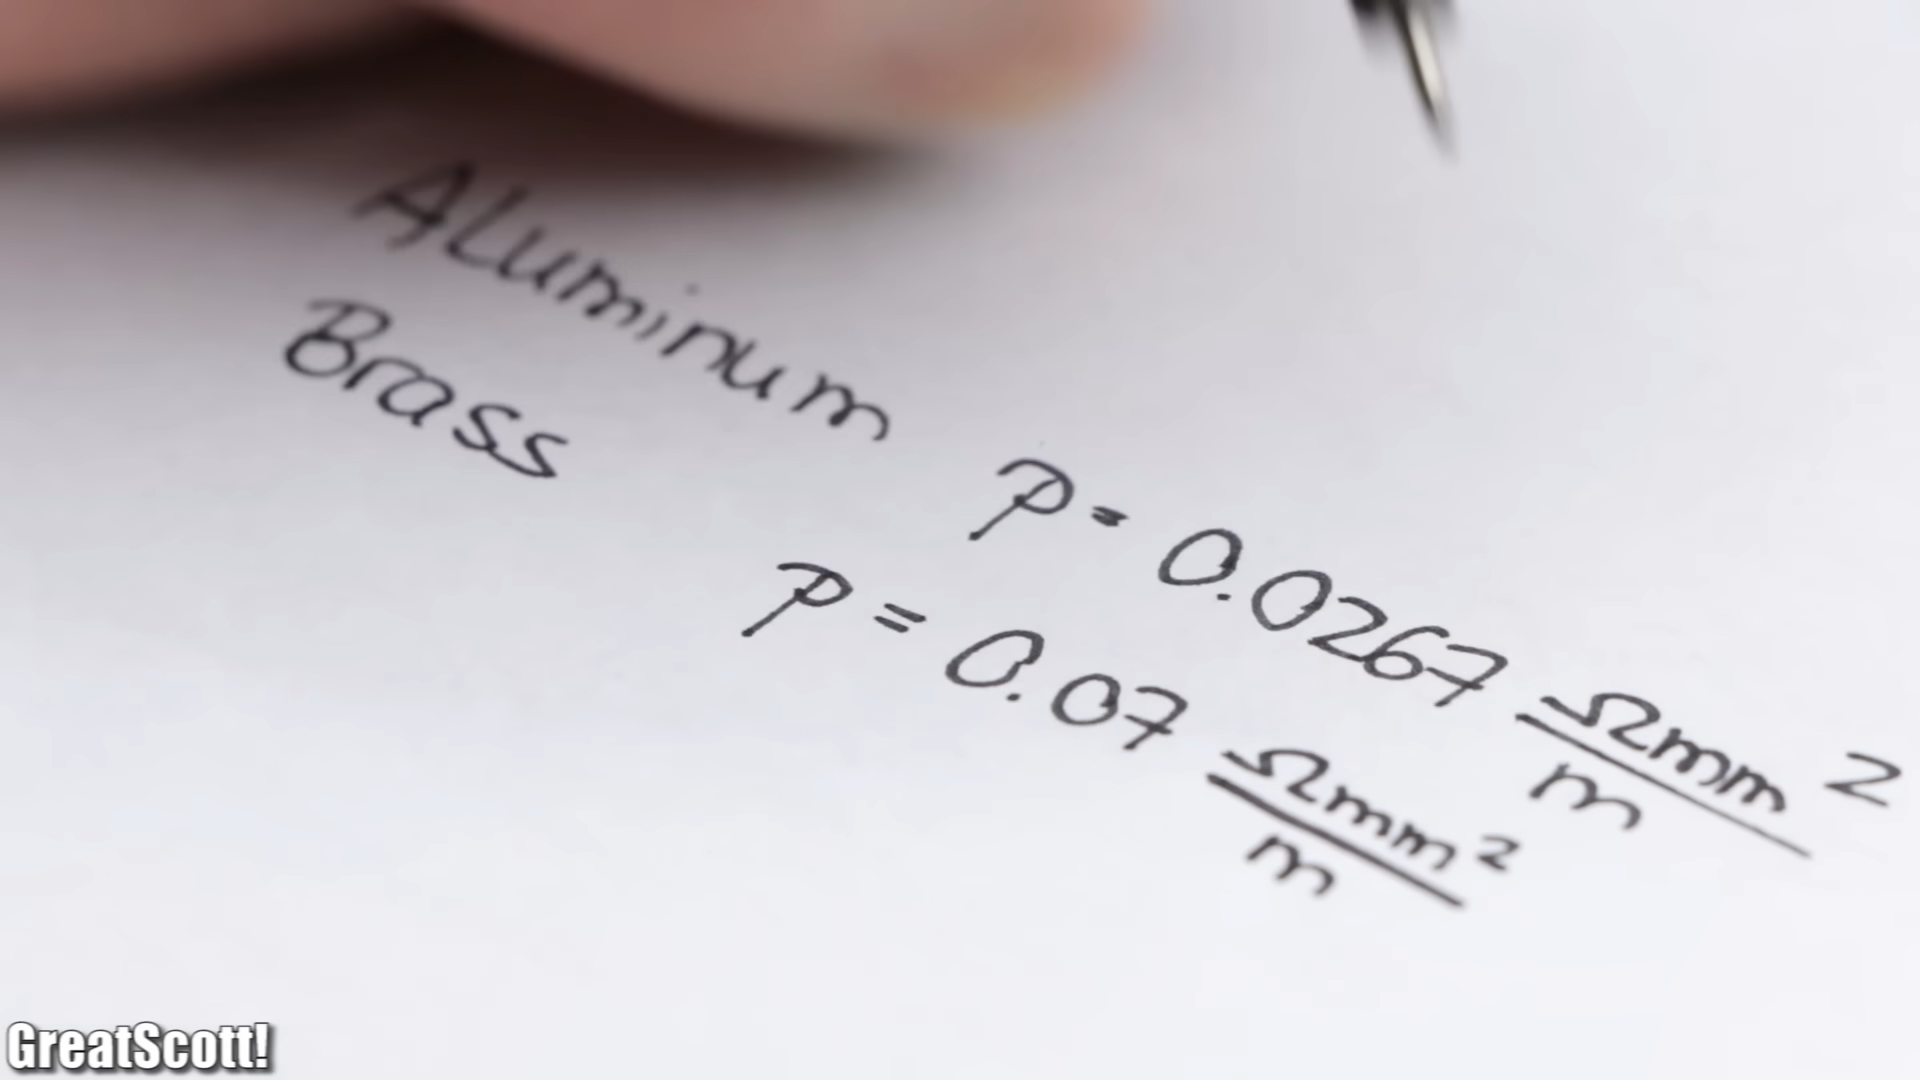 Aluminum ρ = 0.0267 Ωmm²/m
Brass ρ = 0.07 Ωmm²/m
GreatScott!